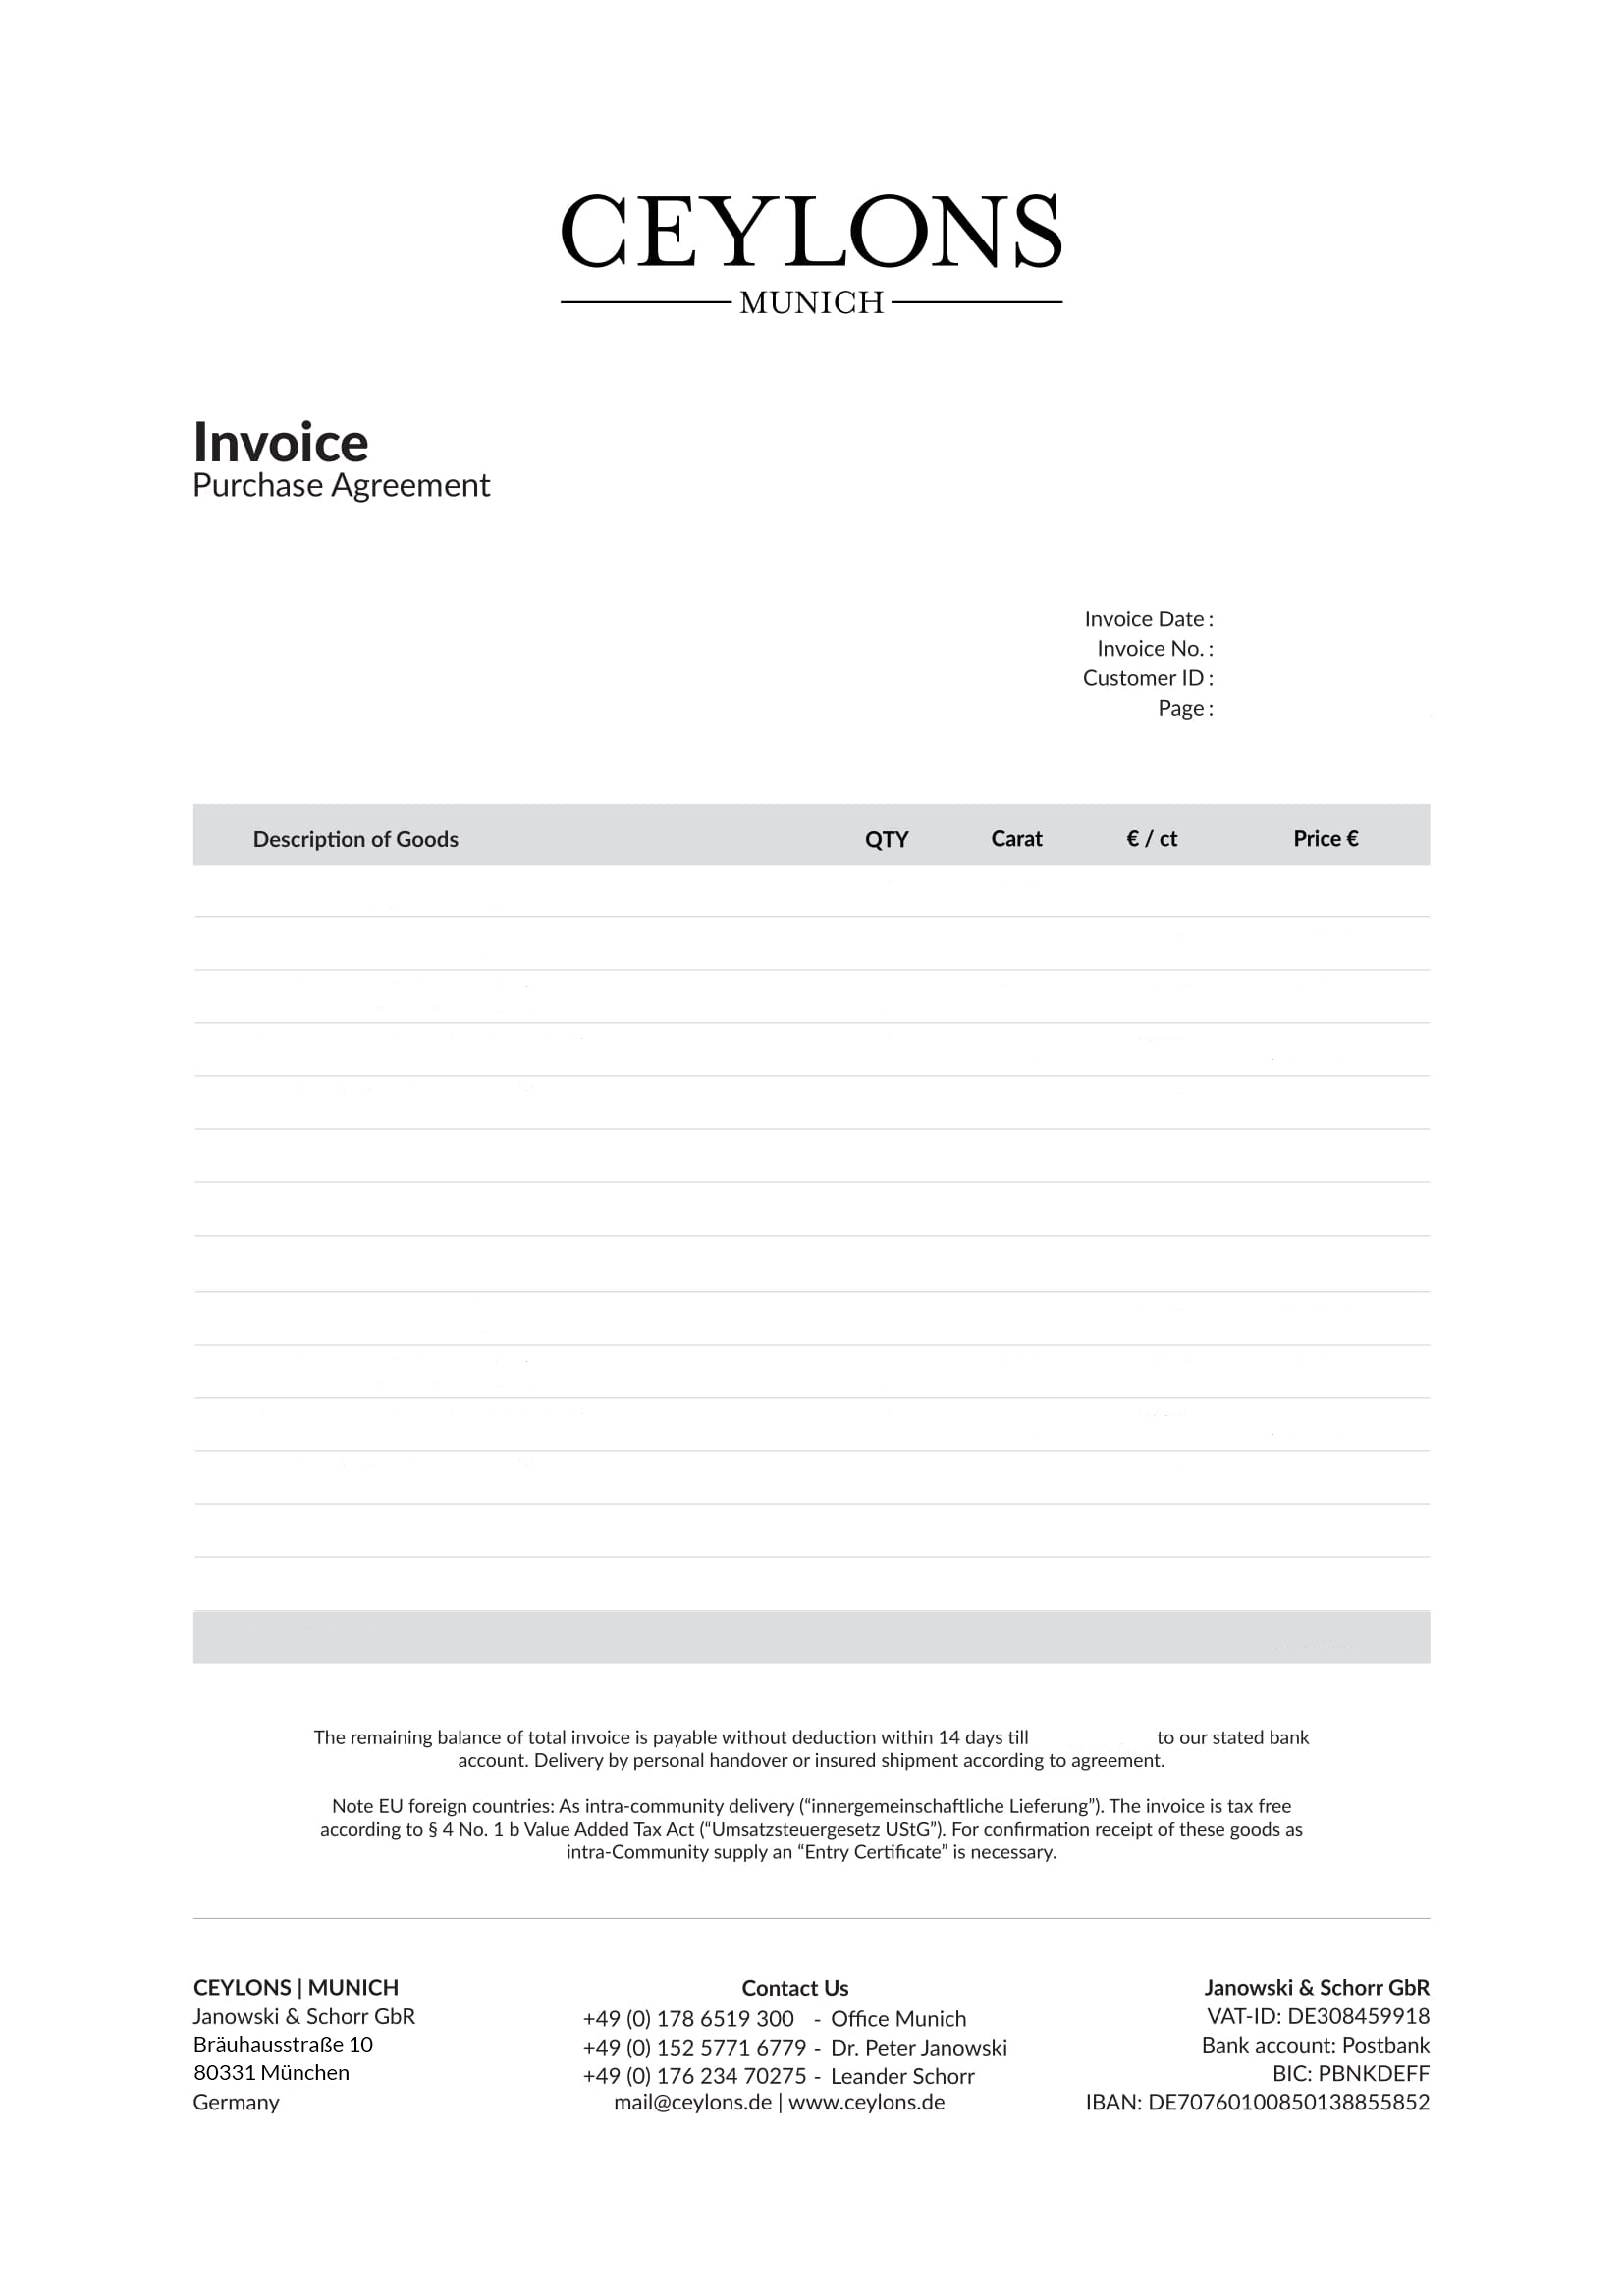 CEYLONS
MUNICH
Invoice
Purchase Agreement
Invoice Date :
Invoice No. :
Customer ID :
Page :
Description of Goods QTY Carat € / ct Price €
The remaining balance of total invoice is payable without deduction within 14 days till to our stated bank
account. Delivery by personal handover or insured shipment according to agreement.
Note EU foreign countries: As intra-community delivery (“innergemeinschaftliche Lieferung”). The invoice is tax free
according to § 4 No. 1 b Value Added Tax Act (“Umsatzsteuergesetz UStG”). For confirmation receipt of these goods as
intra-Community supply an “Entry Certificate” is necessary.
CEYLONS | MUNICH
Janowski & Schorr GbR
Bräuhausstraße 10
80331 München
Germany
Contact Us
+49 (0) 178 6519 300 - Office Munich
+49 (0) 152 5771 6779 - Dr. Peter Janowski
+49 (0) 176 234 70275 - Leander Schorr
mail@ceylons.de | www.ceylons.de
Janowski & Schorr GbR
VAT-ID: DE308459918
Bank account: Postbank
BIC: PBNKDEFF
IBAN: DE70760100850138855852